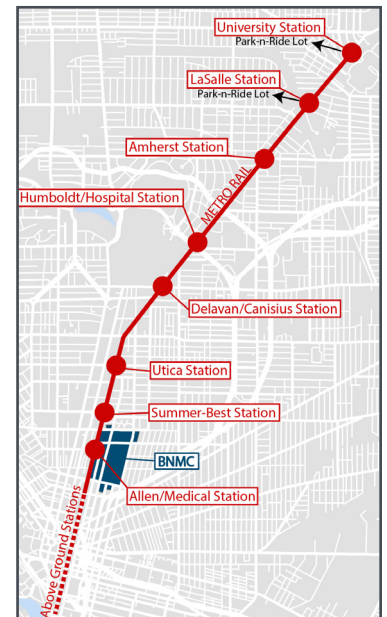 University Station
Park-n-Ride Lot
LaSalle Station
Park-n-Ride Lot
Amherst Station
METRO RAIL
Humboldt/Hospital Station
Delavan/Canisius Station
Utica Station
Summer-Best Station
BNMC
Allen/Medical Station
Above Ground Stations